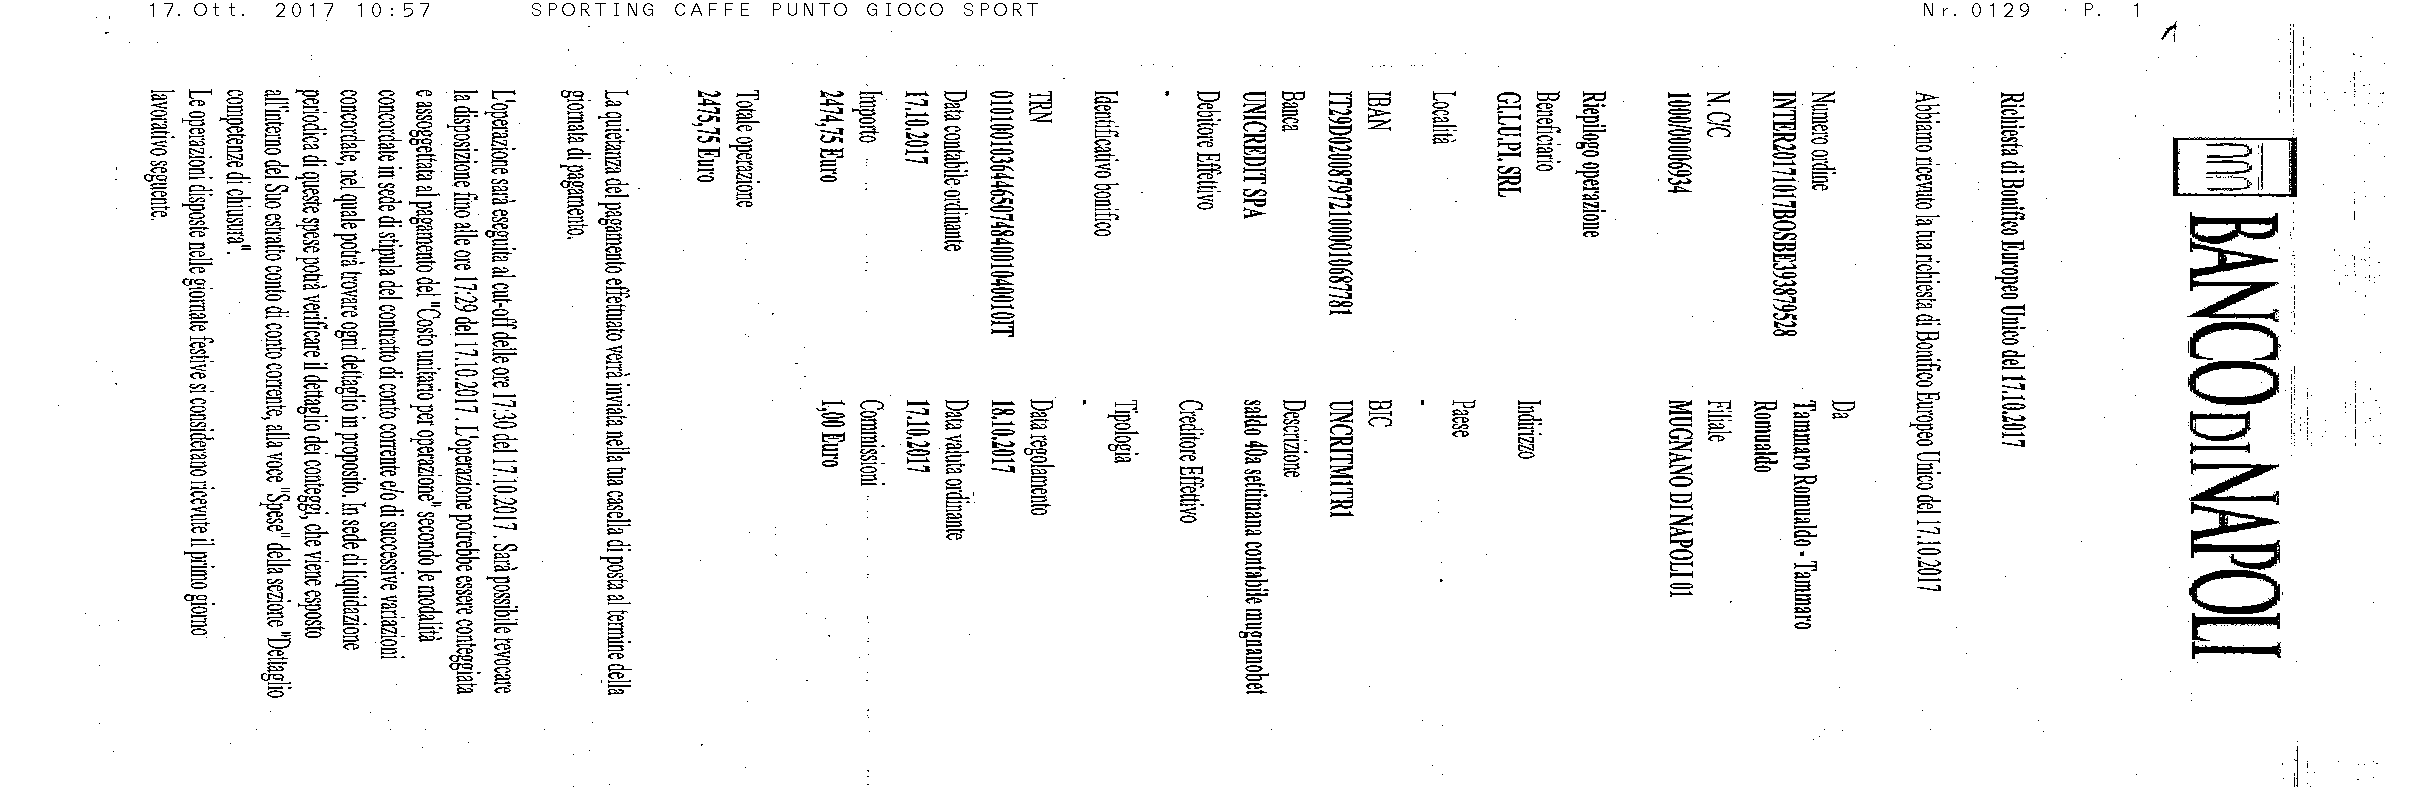 17.Ott. 2017 10:57 SPORTING CAFFE PUNTO GIOCO SPORT Nr.0129 P. 1
BANCO DI NAPOLI
Richiesta di Bonifico Europeo Unico del 17.10.2017
Abbiamo ricevuto la tua richiesta di Bonifico Europeo Unico del 17.10.2017
Numero ordine Da
INTER20171017BOSBE393879528 Tammaro Romualdo - Tammaro
Romualdo
N. C/C Filiale
1000/00006934 MUGNANO DI NAPOLI 01
Riepilogo operazione
Beneficiario Indirizzo
GI.LU.PI. SRL
Località Paese
- -
IBAN BIC
IT29D0200879721000010687781 UNCRITM1TR1
Banca Descrizione
UNICREDIT SPA saldo 40a settimana contabile mugnanobet
Debitore Effettivo Creditore Effettivo
-
Identificativo bonifico Tipologia
-
TRN Data regolamento
0101001036446507484001040010IT 18.10.2017
Data contabile ordinante Data valuta ordinante
17.10.2017 17.10.2017
Importo Commissioni
2474,75 Euro 1,00 Euro
Totale operazione
2475,75 Euro
La quietanza del pagamento effettuato verrà inviata nella tua casella di posta al termine della
giornata di pagamento.
L'operazione sarà eseguita al cut-off delle ore 17:30 del 17.10.2017 . Sarà possibile revocare
la disposizione fino alle ore 17:29 del 17.10.2017. L'operazione potrebbe essere conteggiata
e assoggettata al pagamento del "Costo unitario per operazione" secondo le modalità
concordate in sede di stipula del contratto di conto corrente e/o di successive variazioni
concordate, nel quale potrà trovare ogni dettaglio in proposito. In sede di liquidazione
periodica di queste spese potrà verificare il dettaglio dei conteggi, che viene esposto
all'interno del Suo estratto conto di conto corrente, alla voce "Spese" della sezione "Dettaglio
competenze di chiusura".
Le operazioni disposte nelle giornate festive si considerano ricevute il primo giorno
lavorativo seguente.